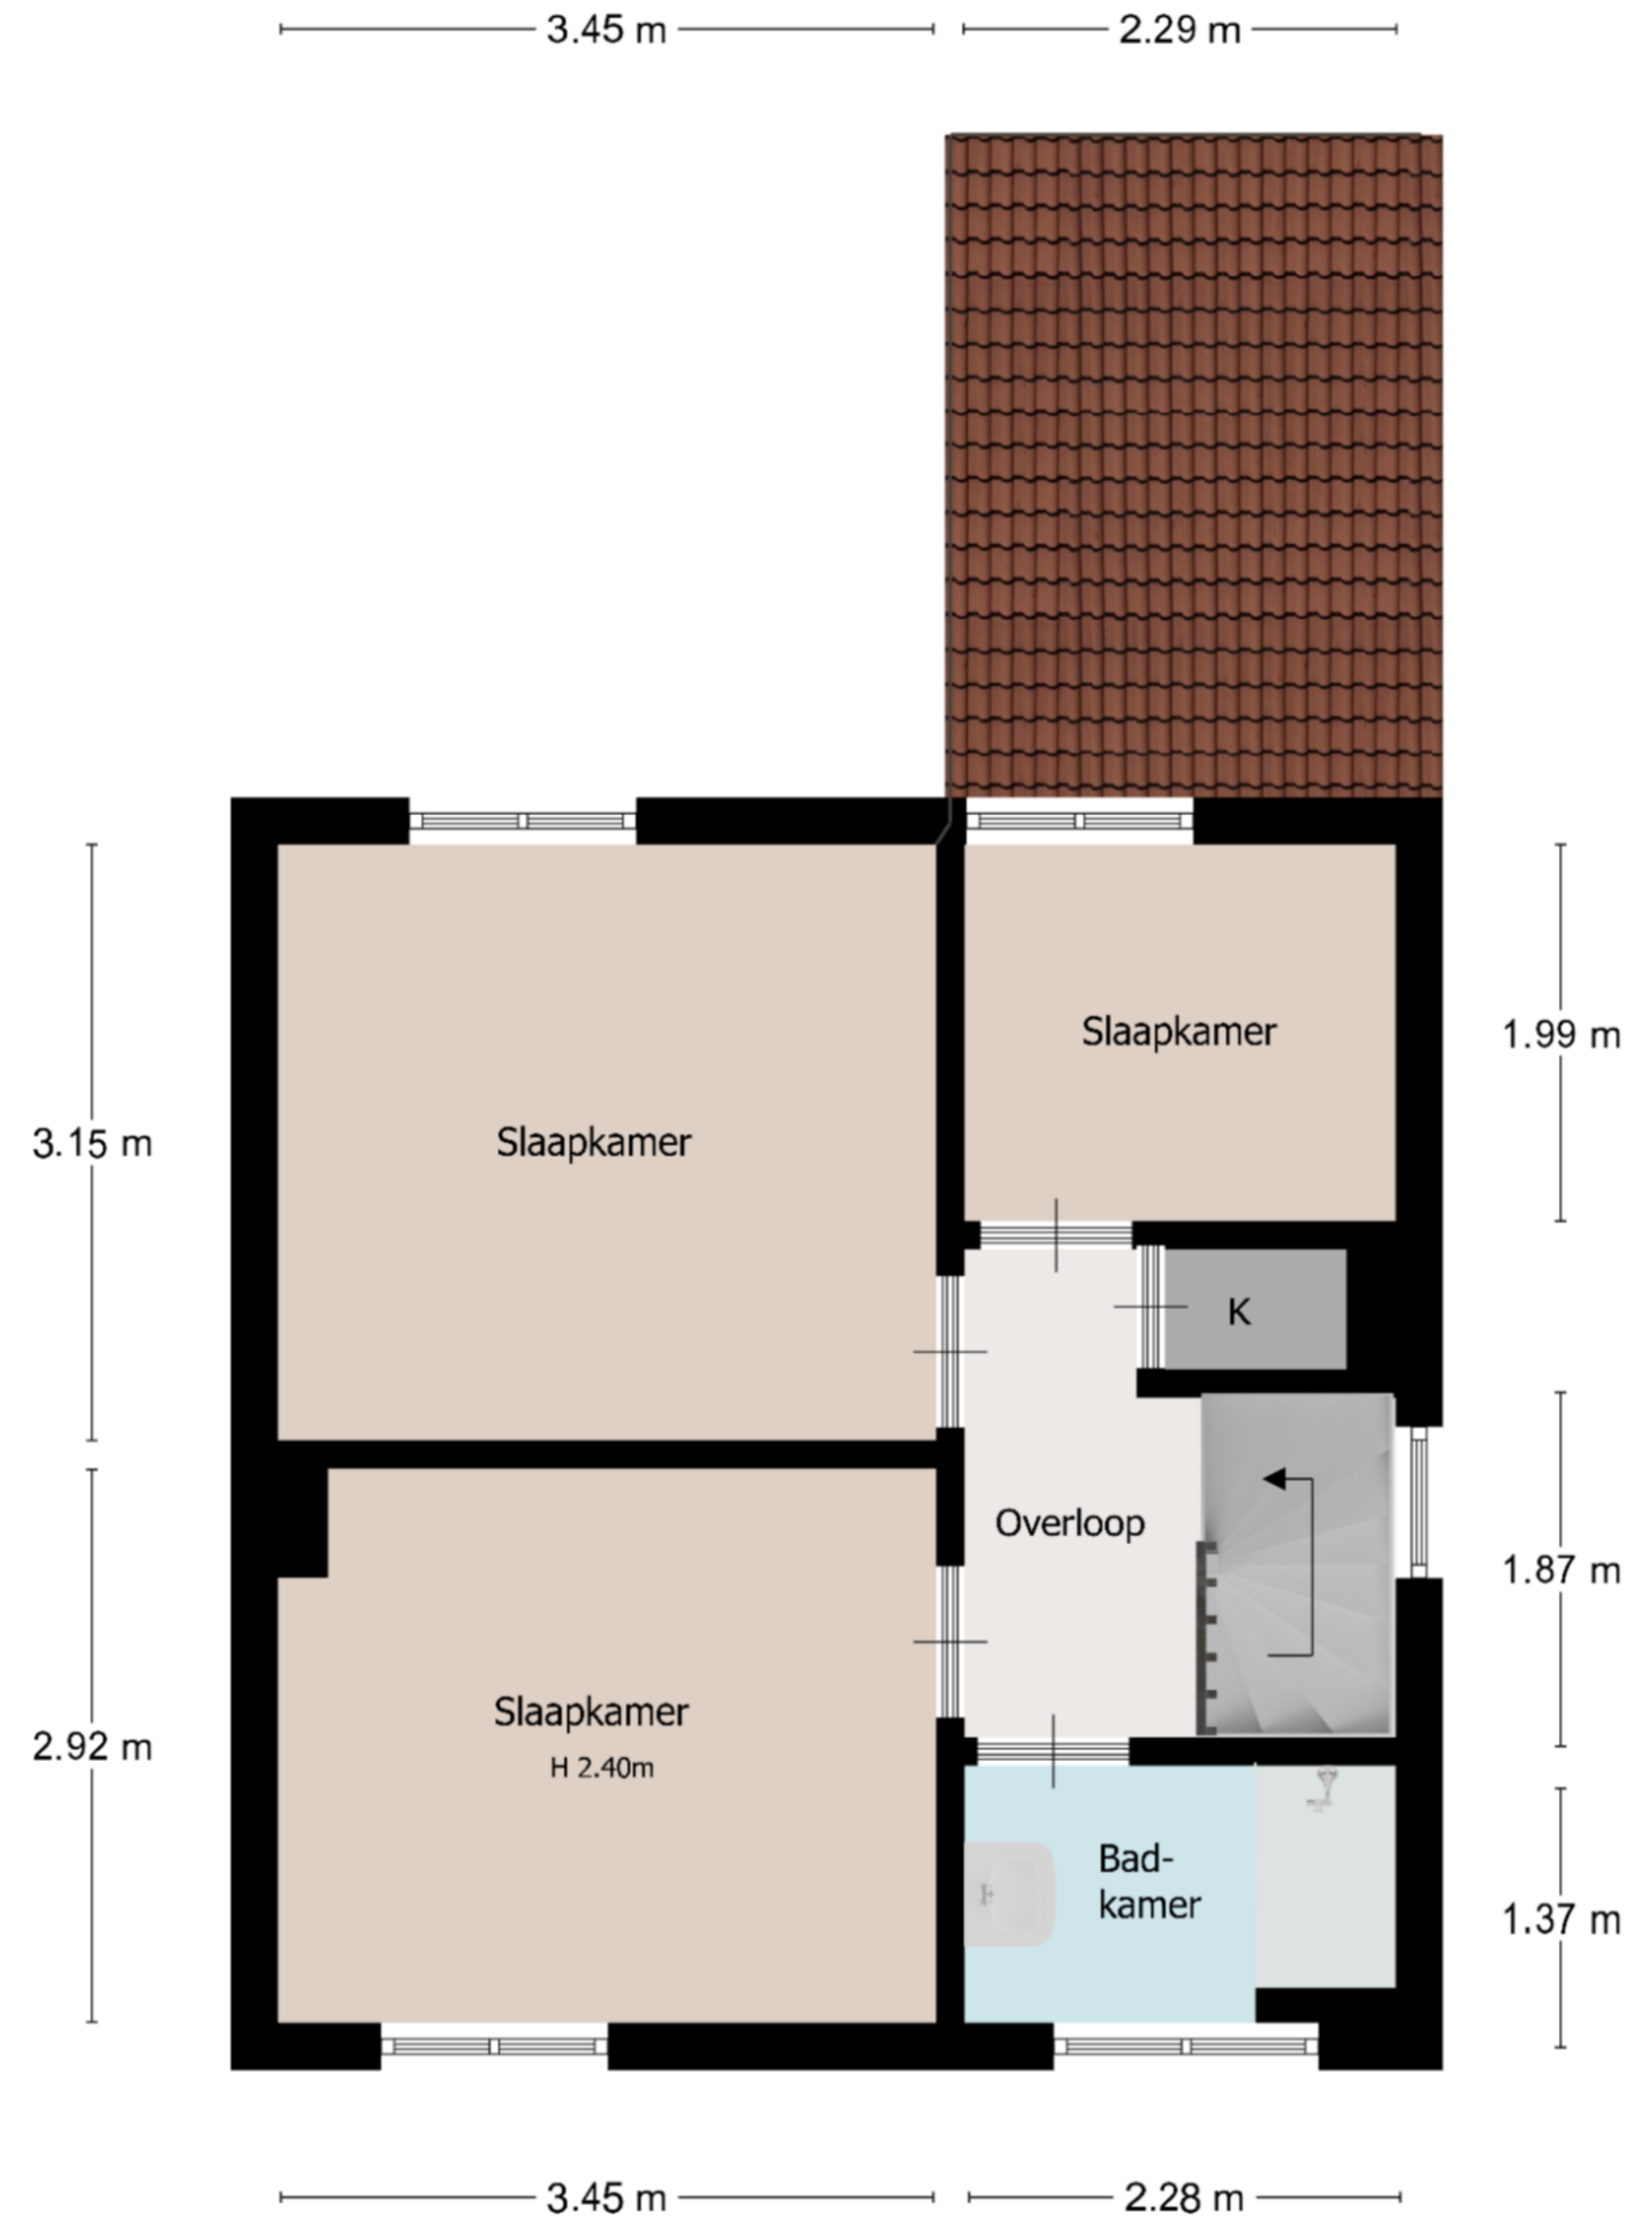 3.45 m
2.29 m
Slaapkamer
1.99 m
3.15 m
Slaapkamer
K
Overloop
1.87 m
Slaapkamer
H 2.40m
2.92 m
Bad-
kamer
1.37 m
3.45 m
2.28 m